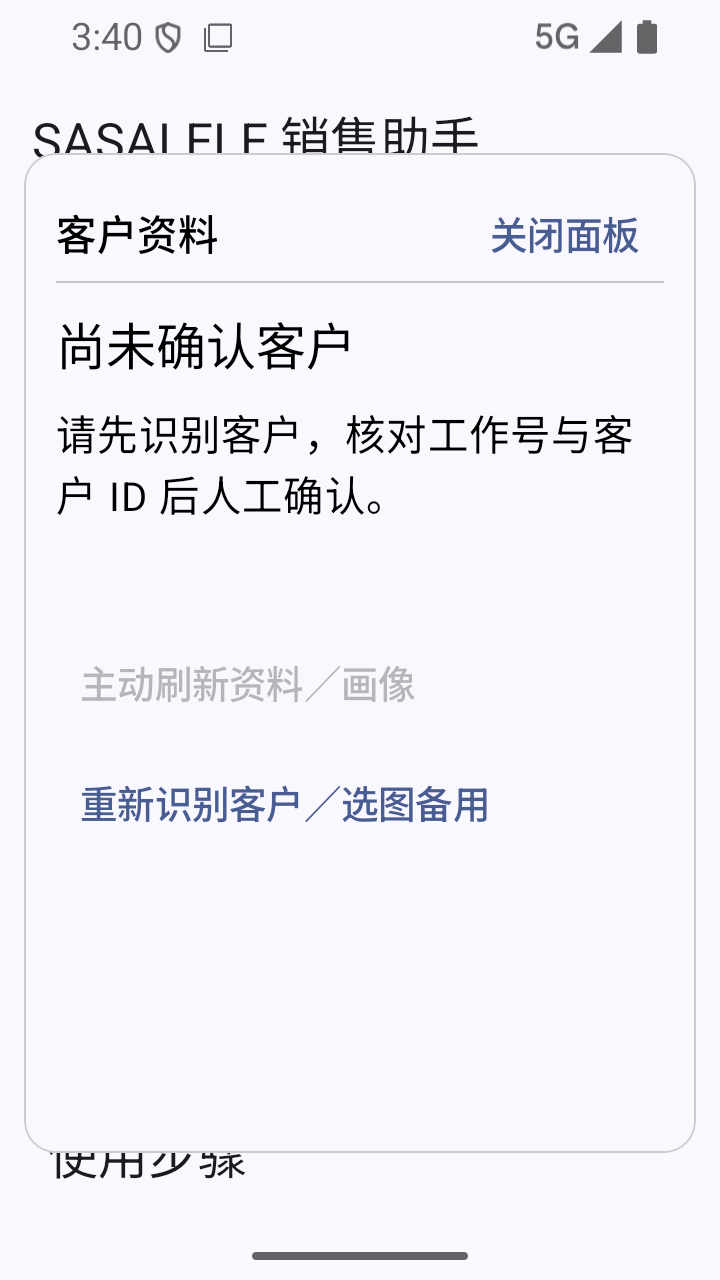 3:40
5G
SASALELE 销售助手
客户资料
关闭面板
尚未确认客户
请先识别客户，核对工作号与客
户 ID 后人工确认。
主动刷新资料／画像
重新识别客户／选图备用
使用步骤